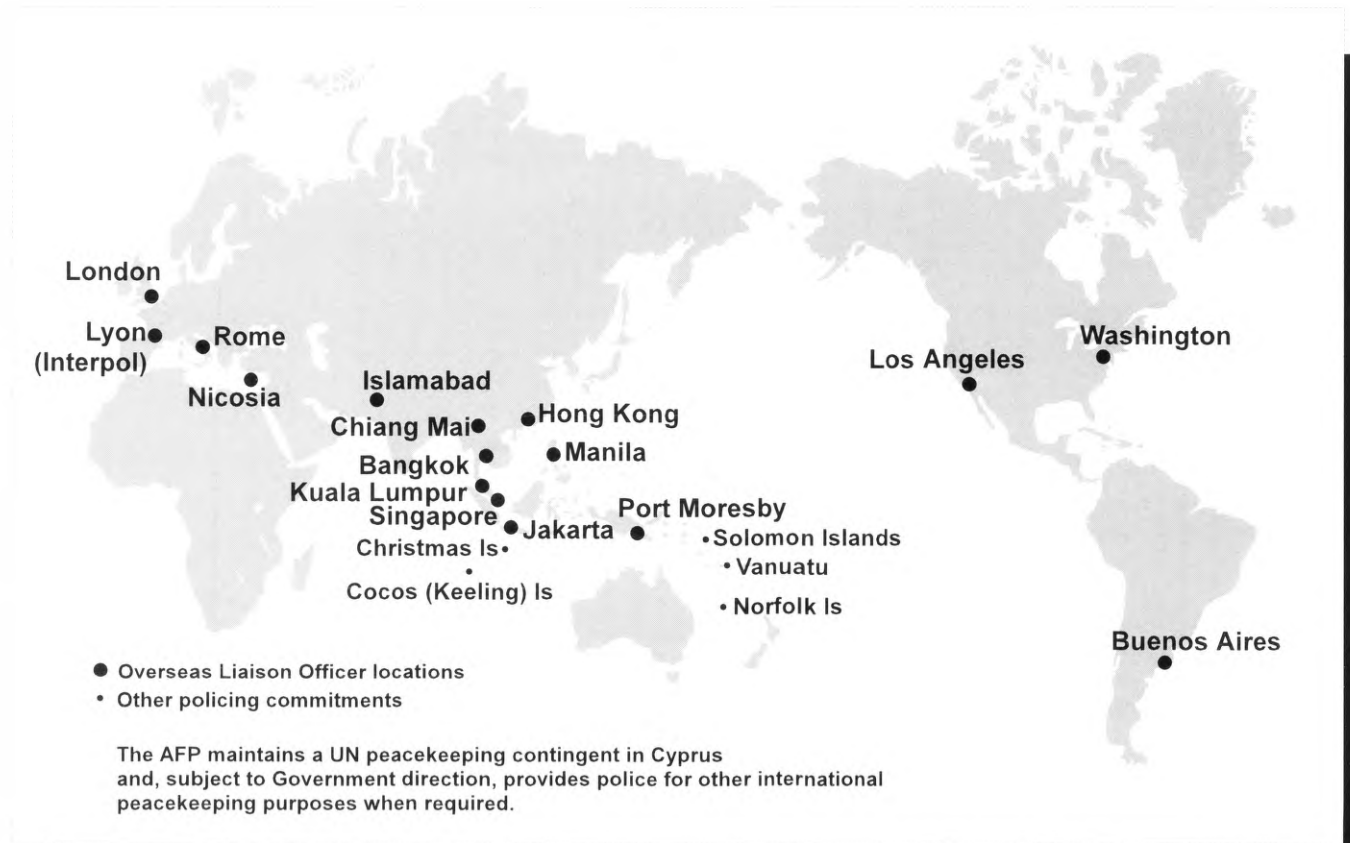 London
Lyon
(Interpol)
Rome
Nicosia
Islamabad
Chiang Mai
Hong Kong
Bangkok
Manila
Kuala Lumpur
Singapore
Jakarta
Port Moresby
Christmas Is
Solomon Islands
Vanuatu
Cocos (Keeling) Is
Norfolk Is
Los Angeles
Washington
Buenos Aires
Overseas Liaison Officer locations
Other policing commitments
The AFP maintains a UN peacekeeping contingent in Cyprus
and, subject to Government direction, provides police for other international
peacekeeping purposes when required.